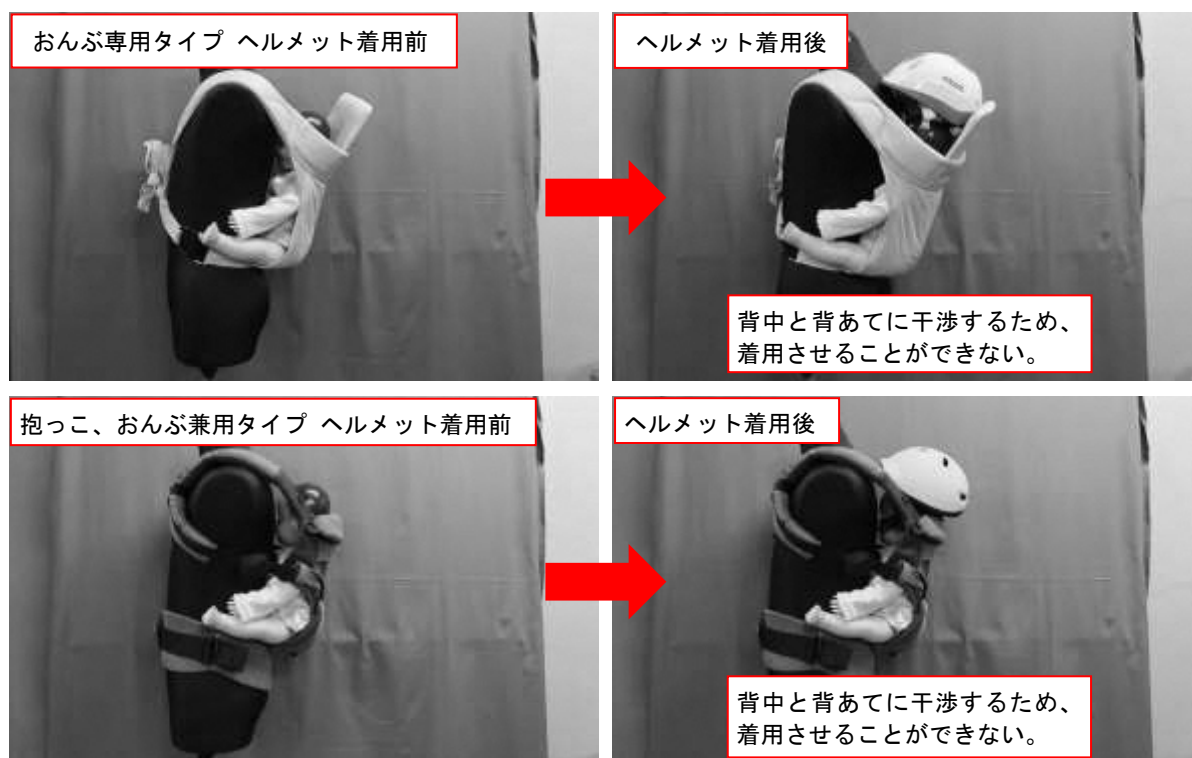 おんぶ専用タイプ ヘルメット着用前
ヘルメット着用後
背中と背あてに干渉するため、
着用させることができない。
抱っこ、おんぶ兼用タイプ ヘルメット着用前
ヘルメット着用後
背中と背あてに干渉するため、
着用させることができない。